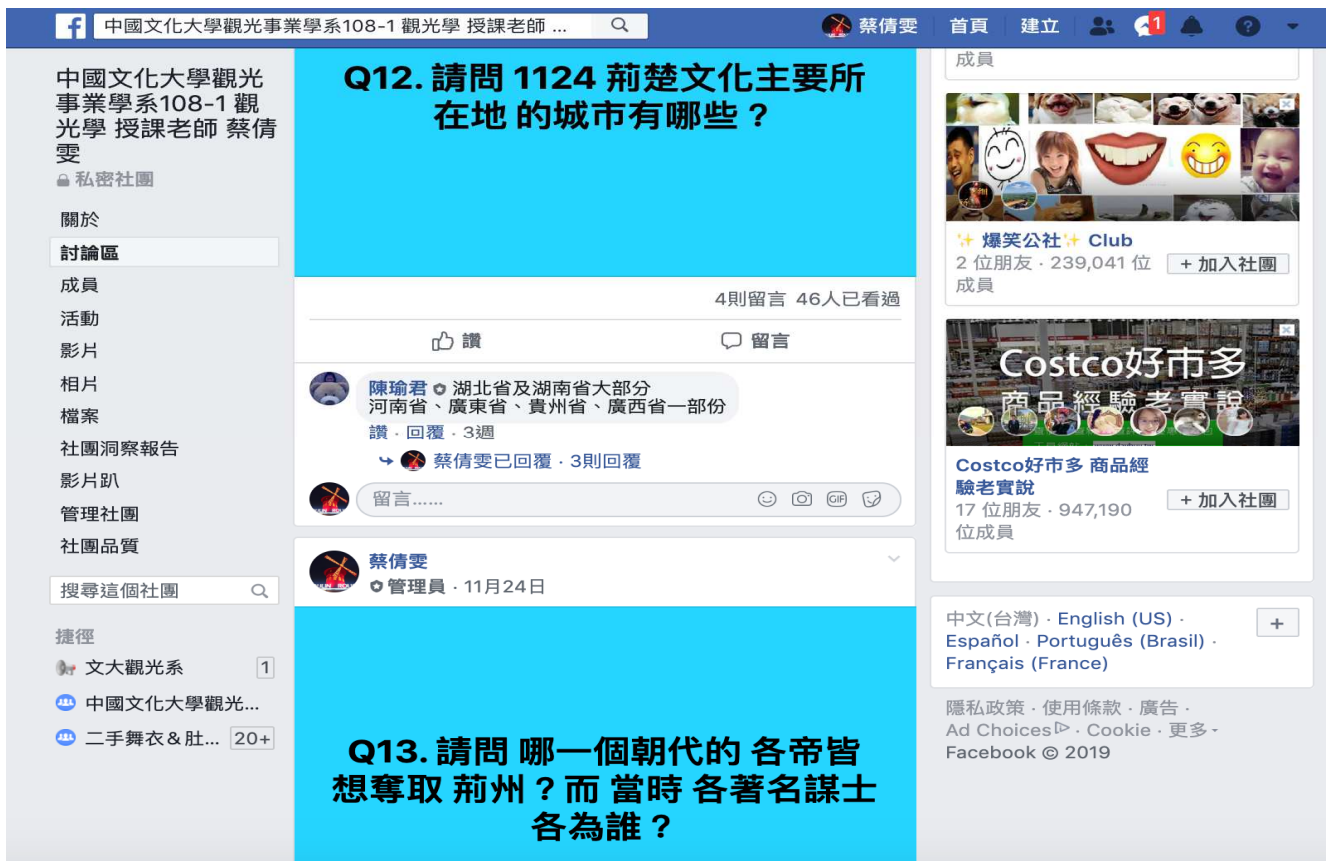 中國文化大學觀光事業學系108-1 觀光學 授課老師 ...
蔡倩雯
首頁
建立
1
中國文化大學觀光
事業學系108-1 觀
光學 授課老師 蔡倩
雯
私密社團
關於
討論區
成員
活動
影片
相片
檔案
社團洞察報告
影片趴
管理社團
社團品質
搜尋這個社團
捷徑
文大觀光系 1
中國文化大學觀光...
二手舞衣&肚... 20+
Q12. 請問 1124 荊楚文化主要所
在地 的城市有哪些？
4則留言 46人已看過
讚
留言
陳瑜君 湖北省及湖南省大部分
河南省、廣東省、貴州省、廣西省一部份
讚 · 回覆 · 3週
蔡倩雯已回覆 · 3則回覆
留言......
GIF
蔡倩雯
管理員 · 11月24日
Q13. 請問 哪一個朝代的 各帝皆
想奪取 荊州？而 當時 各著名謀士
各為誰？
成員
爆笑公社 Club
2 位朋友 · 239,041 位
成員
+ 加入社團
Costco好市多
商品經驗老實說
Costco好市多 商品經
驗老實說
17 位朋友 · 947,190
位成員
+ 加入社團
中文(台灣) · English (US) ·
Español · Português (Brasil) ·
Français (France)
+
隱私政策 · 使用條款 · 廣告 ·
Ad Choices · Cookie · 更多
Facebook © 2019